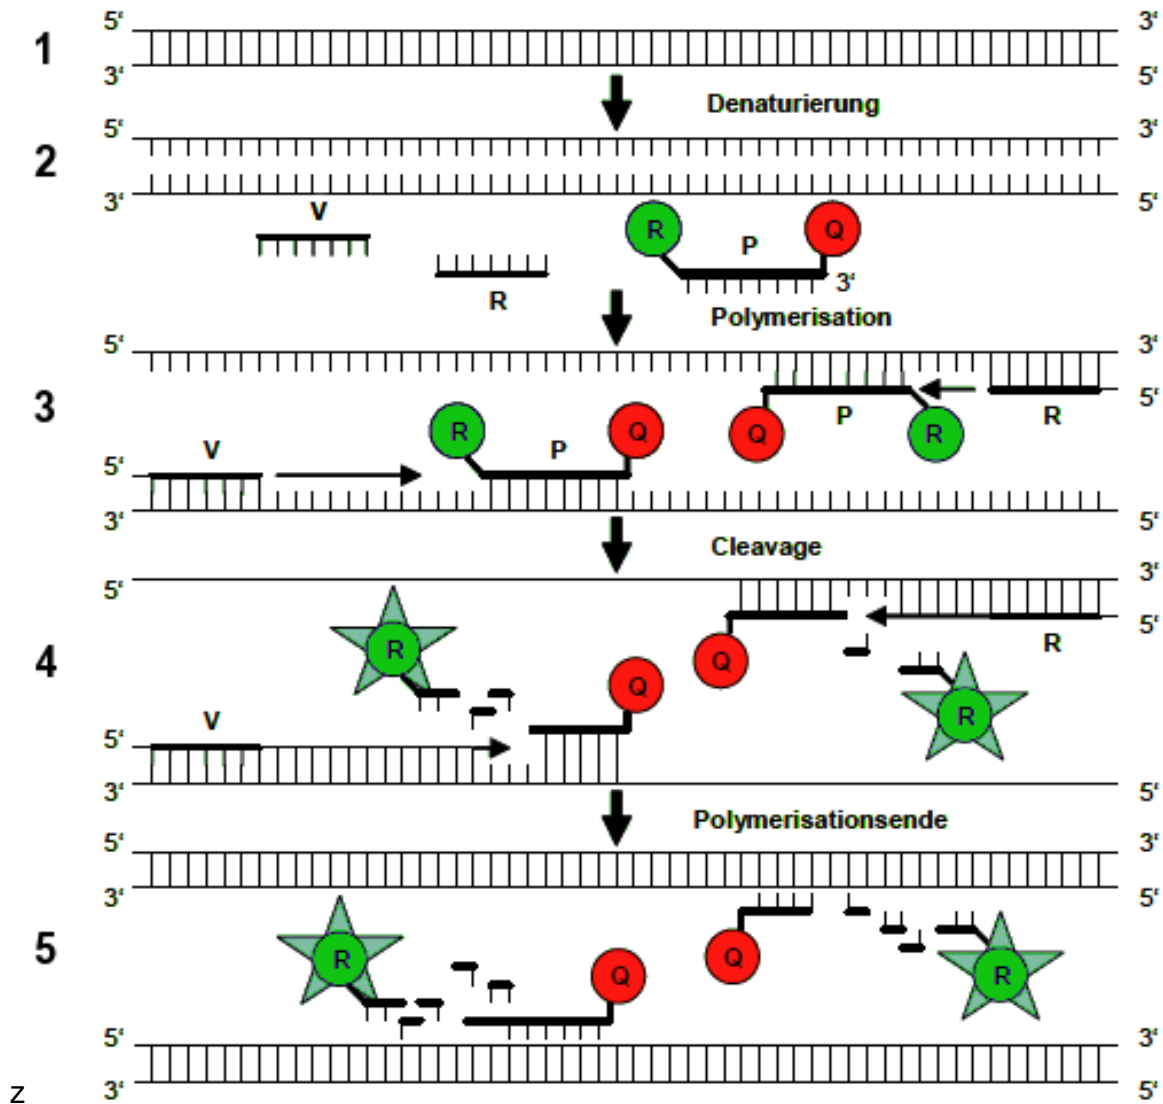 5‘ 3‘
1
3‘ 5‘
Denaturierung
5‘ 3‘
2
3‘ 5‘
V
R Q
P
3‘
R
Polymerisation
5‘ 3‘
5‘
3
P R
R Q Q R
V P
5‘
3‘ 5‘
Cleavage
5‘ 3‘
5‘
R R
4 Q
Q
R
V
5‘
3‘ 5‘
Polymerisationsende
5‘ 3‘
3‘ 5‘
5 R Q Q R
5‘ 3‘
z 3‘ 5‘